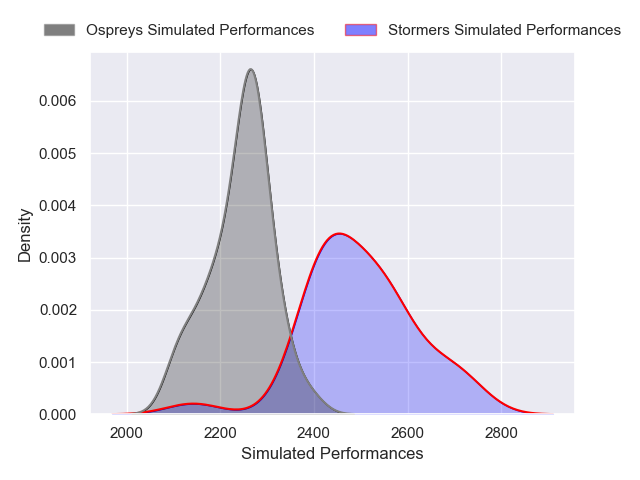 Ospreys Simulated Performances Stormers Simulated Performances
0.006
0.005
0.004
0.003
0.002
0.001
0.000
Density
2000 2200 2400 2600 2800
Simulated Performances